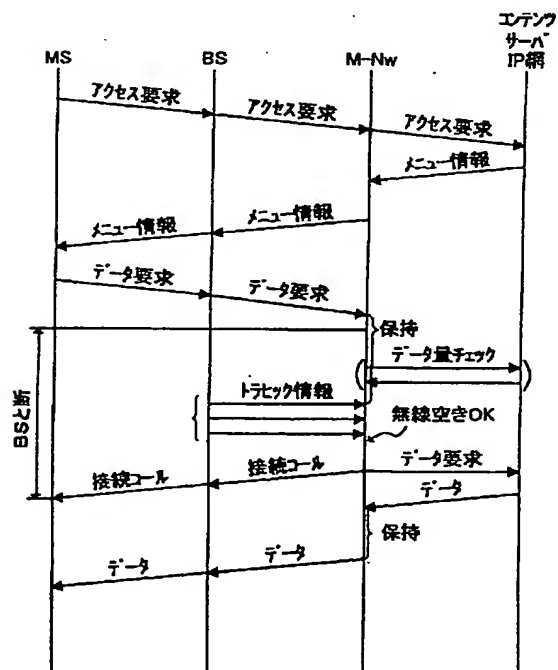 コンテンツ
サーバ
IP網
MS
BS
M-Nw
アクセス要求
アクセス要求
アクセス要求
メニュー情報
メニュー情報
メニュー情報
データ要求
データ要求
保持
データ量チェック
トラヒック情報
無線空きOK
BSと断
接続コール
接続コール
データ要求
データ
保持
データ
データ